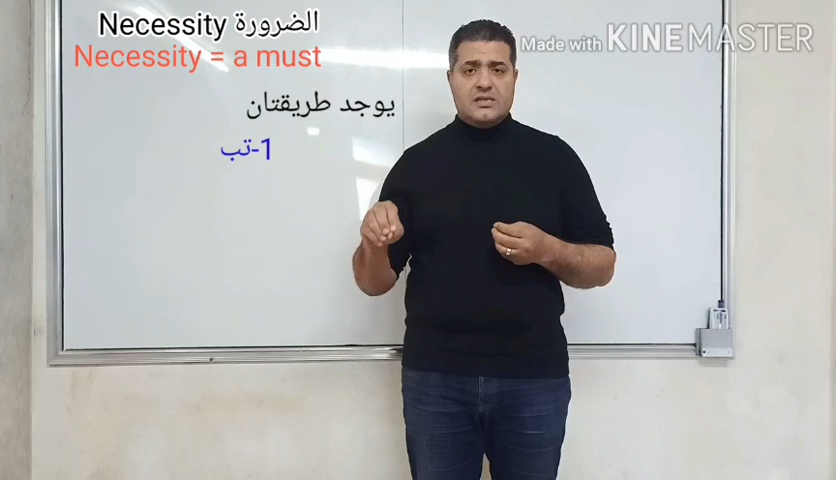 Necessity الضرورة
Necessity = a must
يوجد طريقتان
1-تب
Made with KINEMASTER